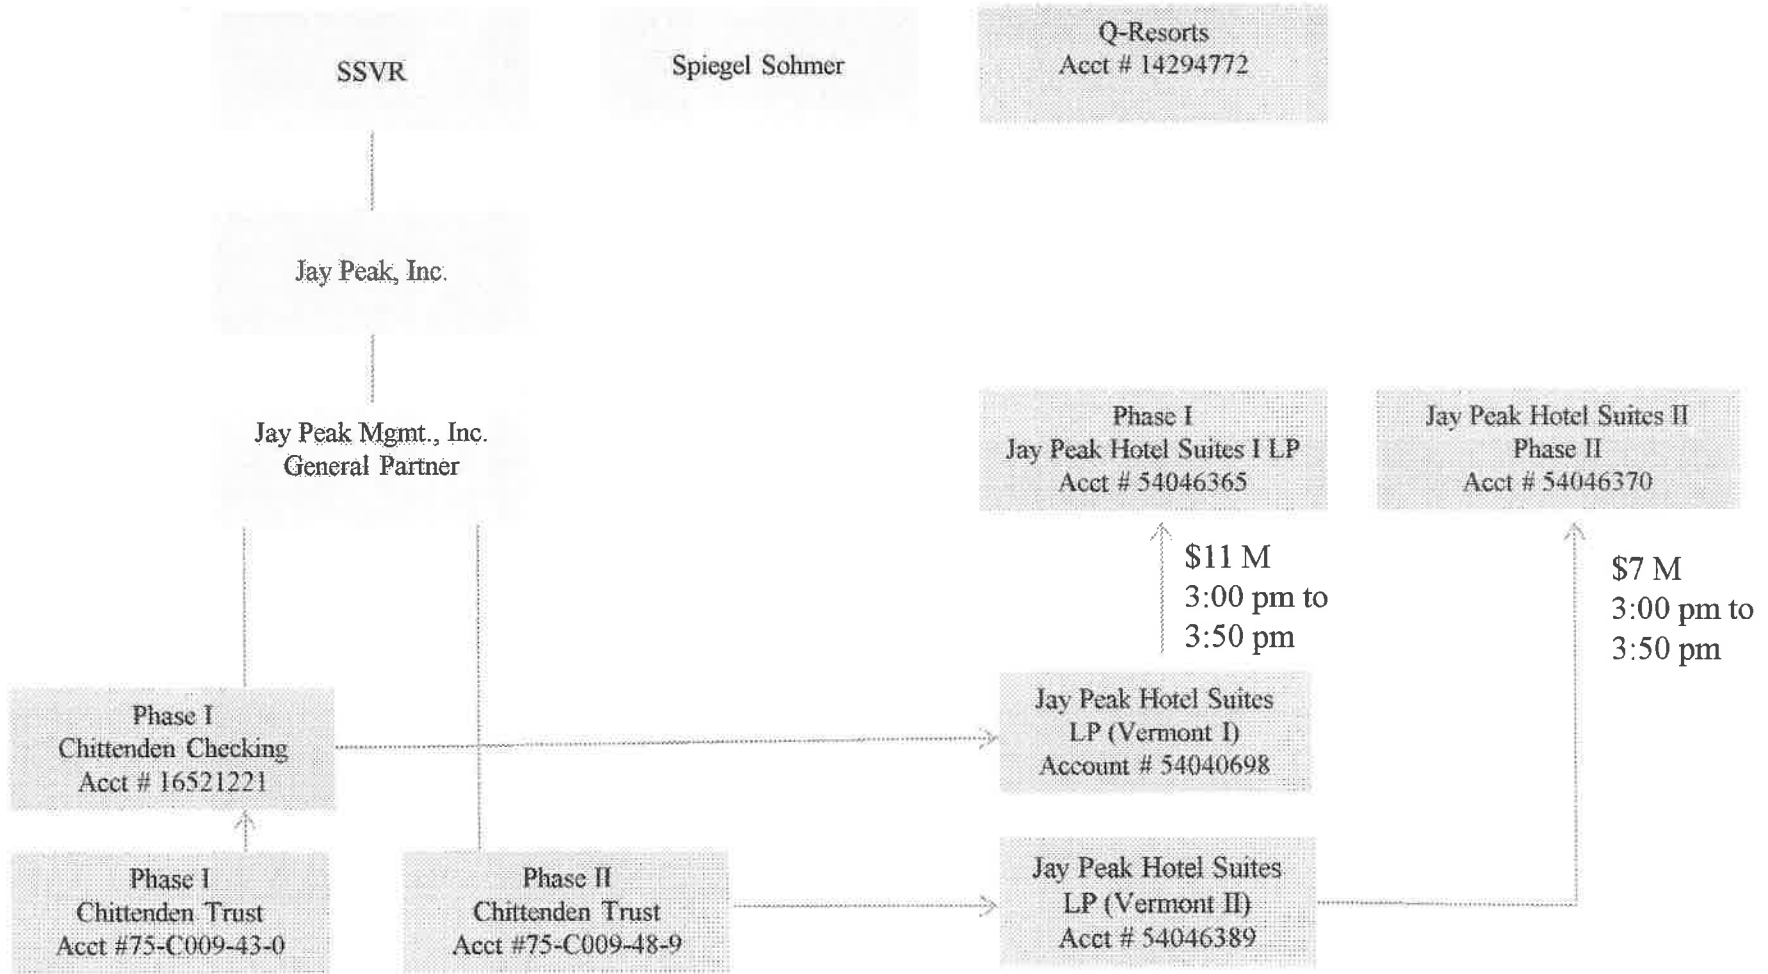 SSVR
Spiegel Sohmer
Q-Resorts
Acct # 14294772
Jay Peak, Inc.
Jay Peak Mgmt., Inc.
General Partner
Phase I
Jay Peak Hotel Suites I LP
Acct # 54046365
Jay Peak Hotel Suites II
Phase II
Acct # 54046370
$11 M
3:00 pm to
3:50 pm
$7 M
3:00 pm to
3:50 pm
Phase I
Chittenden Checking
Acct # 16521221
Jay Peak Hotel Suites
LP (Vermont I)
Account # 54040698
Phase I
Chittenden Trust
Acct #75-C009-43-0
Phase II
Chittenden Trust
Acct #75-C009-48-9
Jay Peak Hotel Suites
LP (Vermont II)
Acct # 54046389